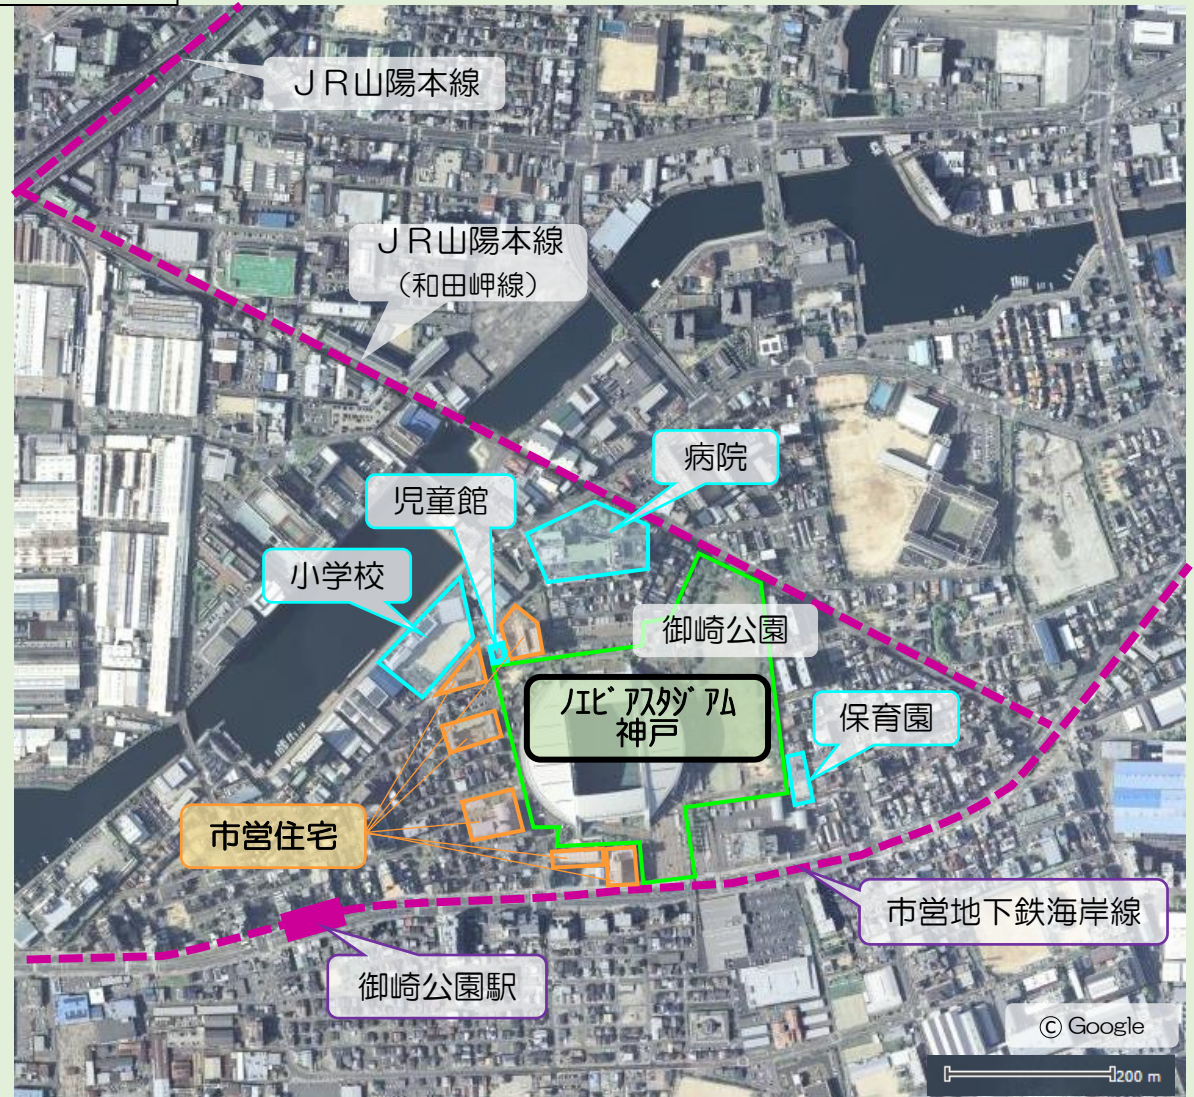 ＪＲ山陽本線
ＪＲ山陽本線
（和田岬線）
病院
児童館
小学校
御崎公園
ﾉｴﾋﾞｱｽﾀｼﾞｱﾑ
神戸
保育園
市営住宅
市営地下鉄海岸線
御崎公園駅
© Google
200 m